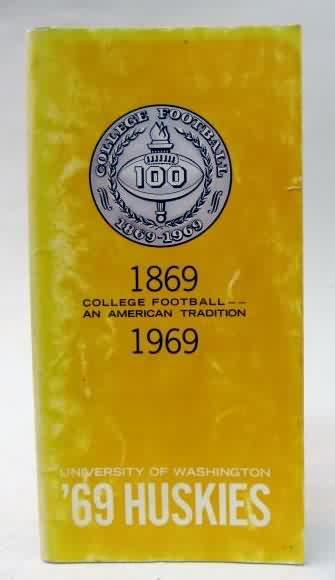 COLLEGE FOOTBALL
100
1869-1969
1869
COLLEGE FOOTBALL--
AN AMERICAN TRADITION
1969
UNIVERSITY OF WASHINGTON
'69 HUSKIES